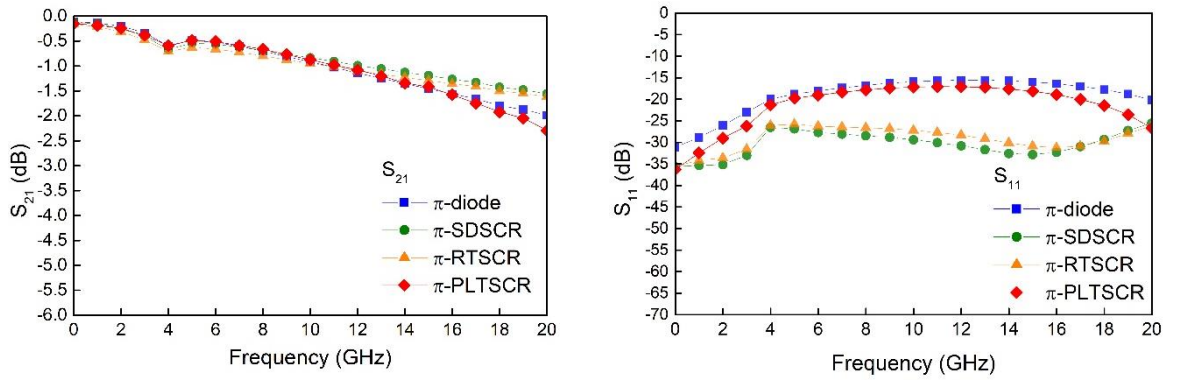 0.0
-0.5
-1.0
-1.5
-2.0
-2.5
-3.0
-3.5
-4.0
-4.5
-5.0
-5.5
-6.0
S21 (dB)
S21
π-diode
π-SDSCR
π-RTSCR
π-PLTSCR
0 2 4 6 8 10 12 14 16 18 20
Frequency (GHz)
0
-5
-10
-15
-20
-25
-30
-35
-40
-45
-50
-55
-60
-65
-70
S11 (dB)
S11
π-diode
π-SDSCR
π-RTSCR
π-PLTSCR
0 2 4 6 8 10 12 14 16 18 20
Frequency (GHz)